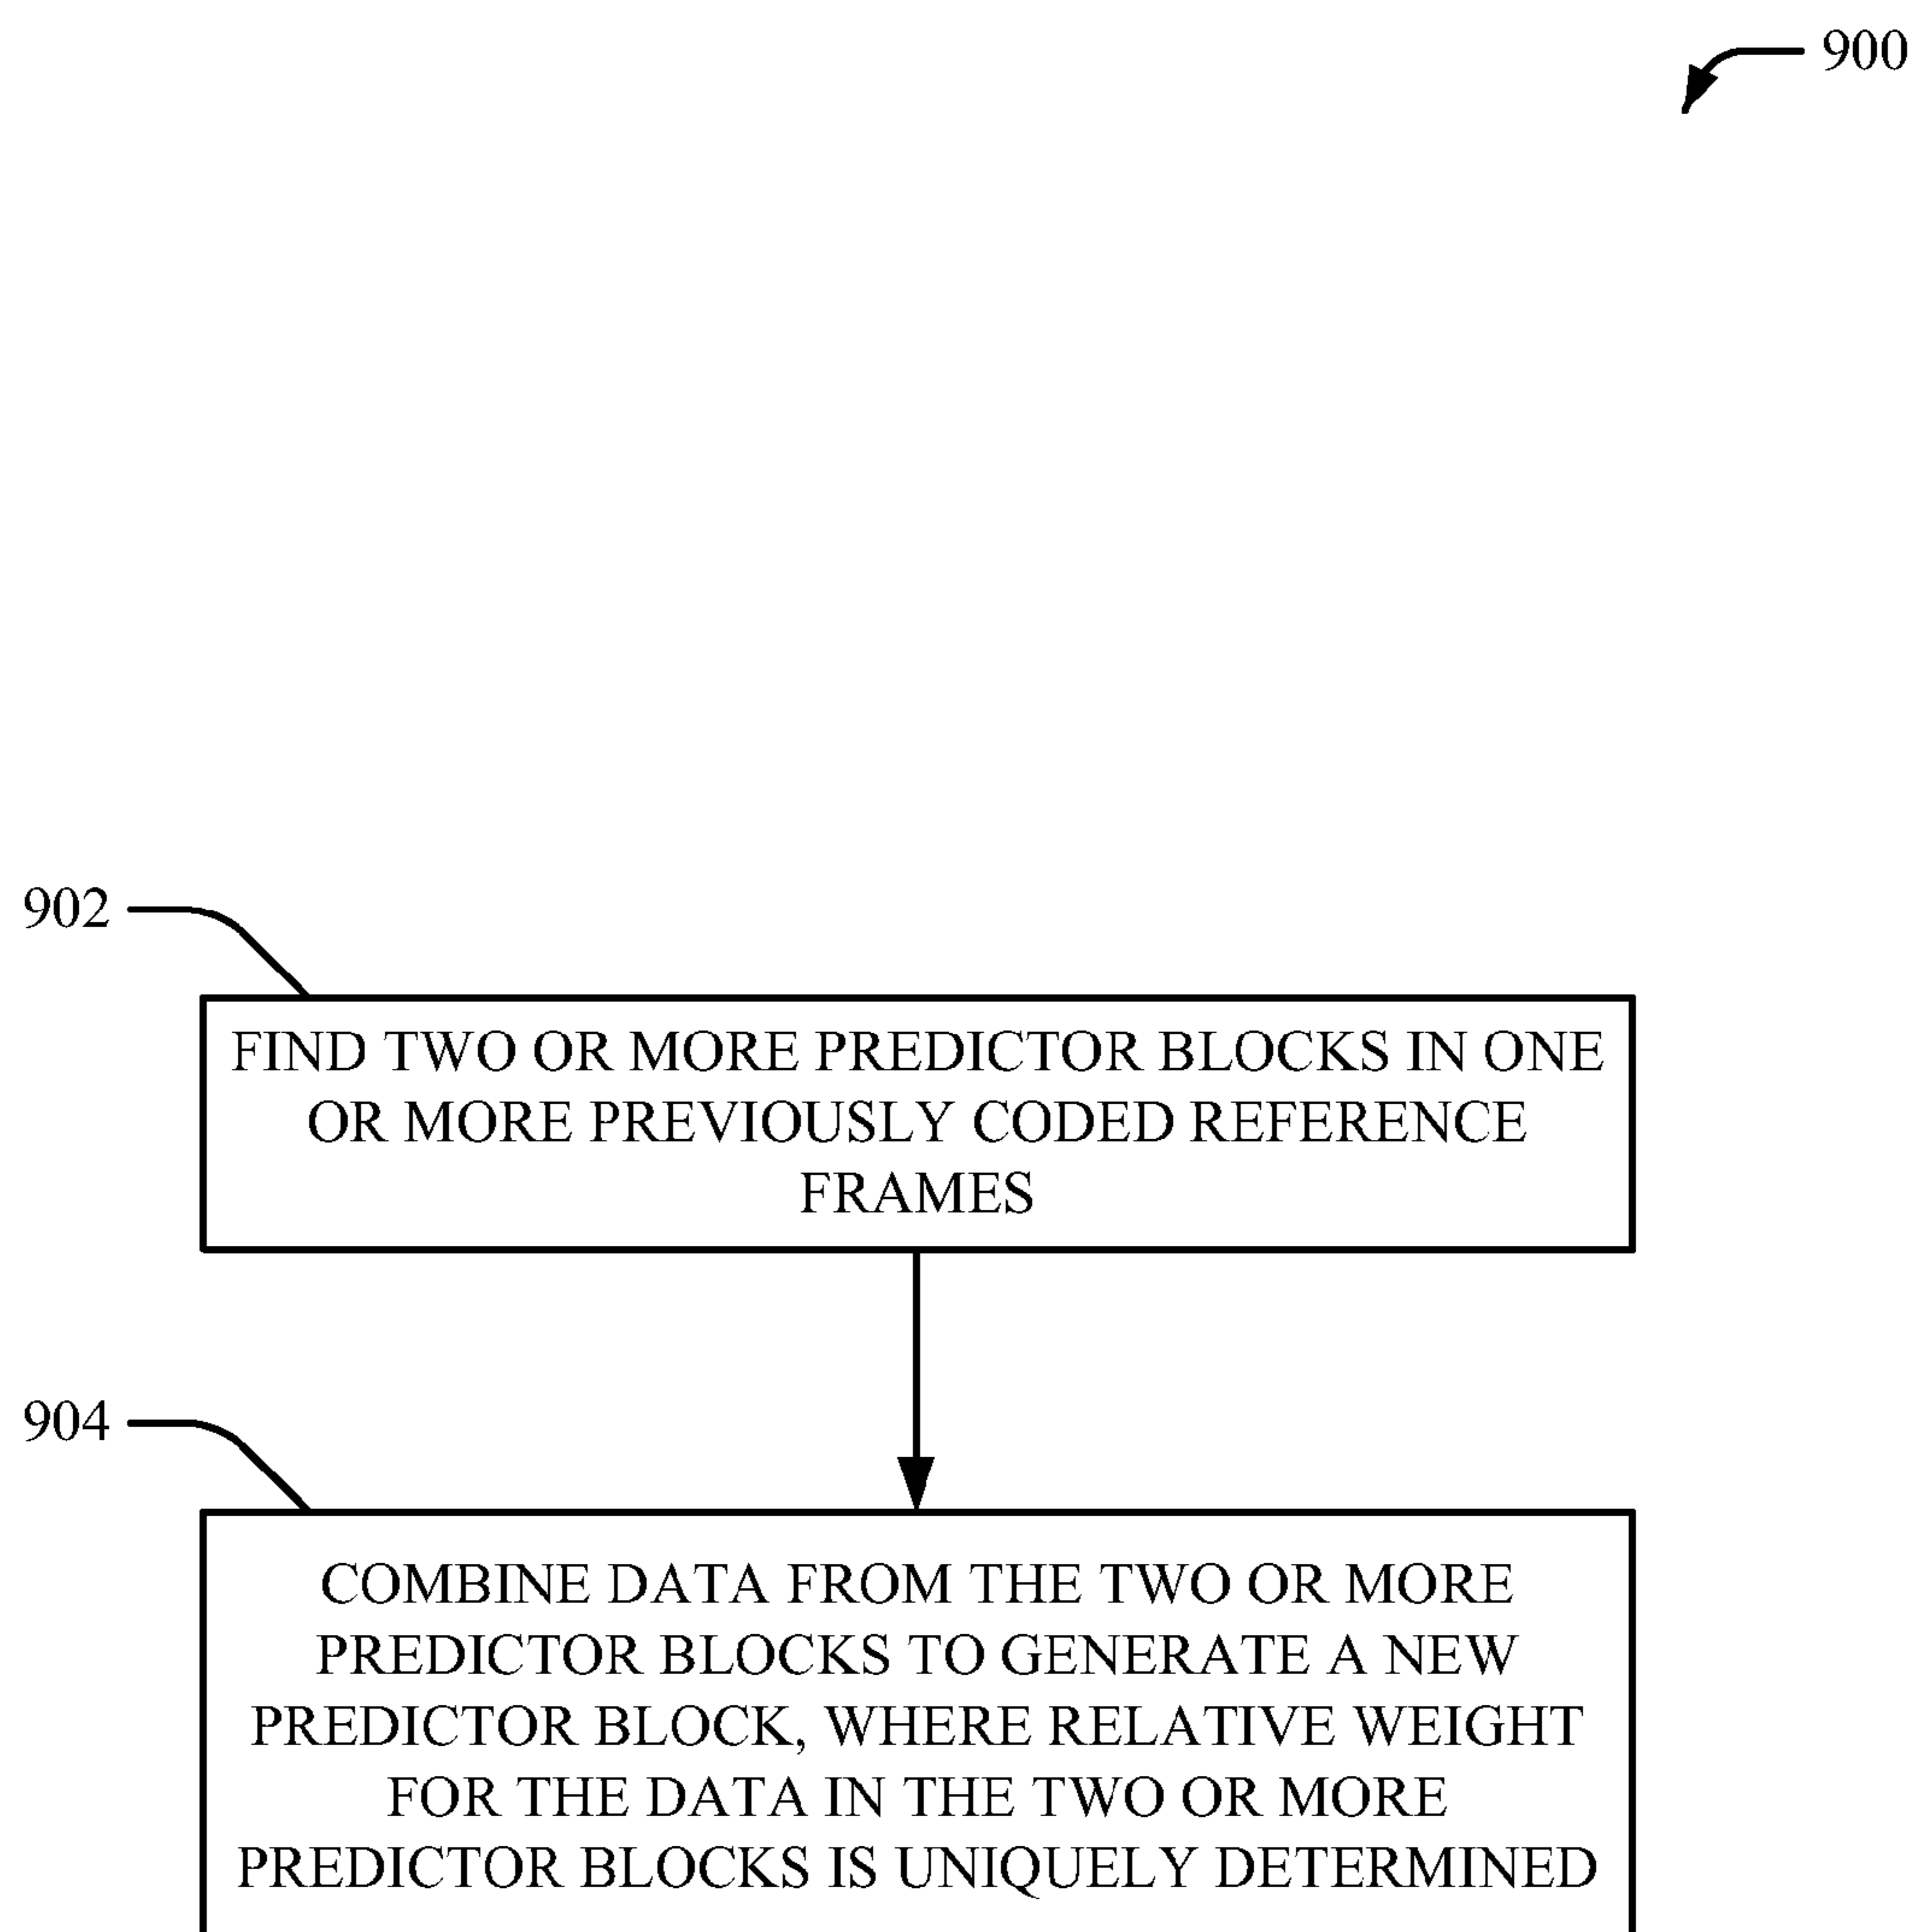 900
902
FIND TWO OR MORE PREDICTOR BLOCKS IN ONE
OR MORE PREVIOUSLY CODED REFERENCE
FRAMES
904
COMBINE DATA FROM THE TWO OR MORE
PREDICTOR BLOCKS TO GENERATE A NEW
PREDICTOR BLOCK, WHERE RELATIVE WEIGHT
FOR THE DATA IN THE TWO OR MORE
PREDICTOR BLOCKS IS UNIQUELY DETERMINED